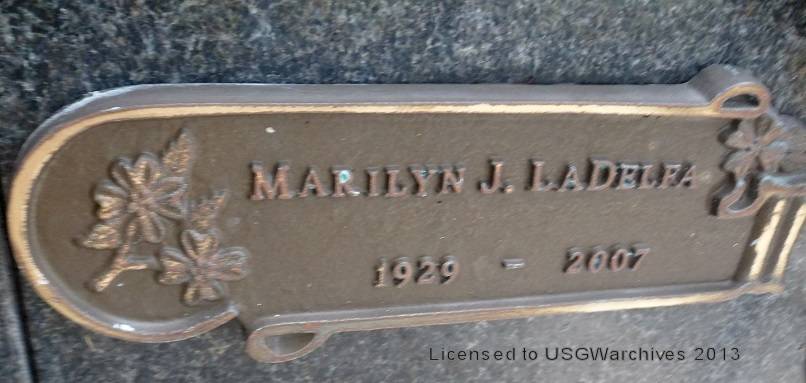 MARILYN J. LADELFA
1929 - 2007
Licensed to USGWarchives 2013